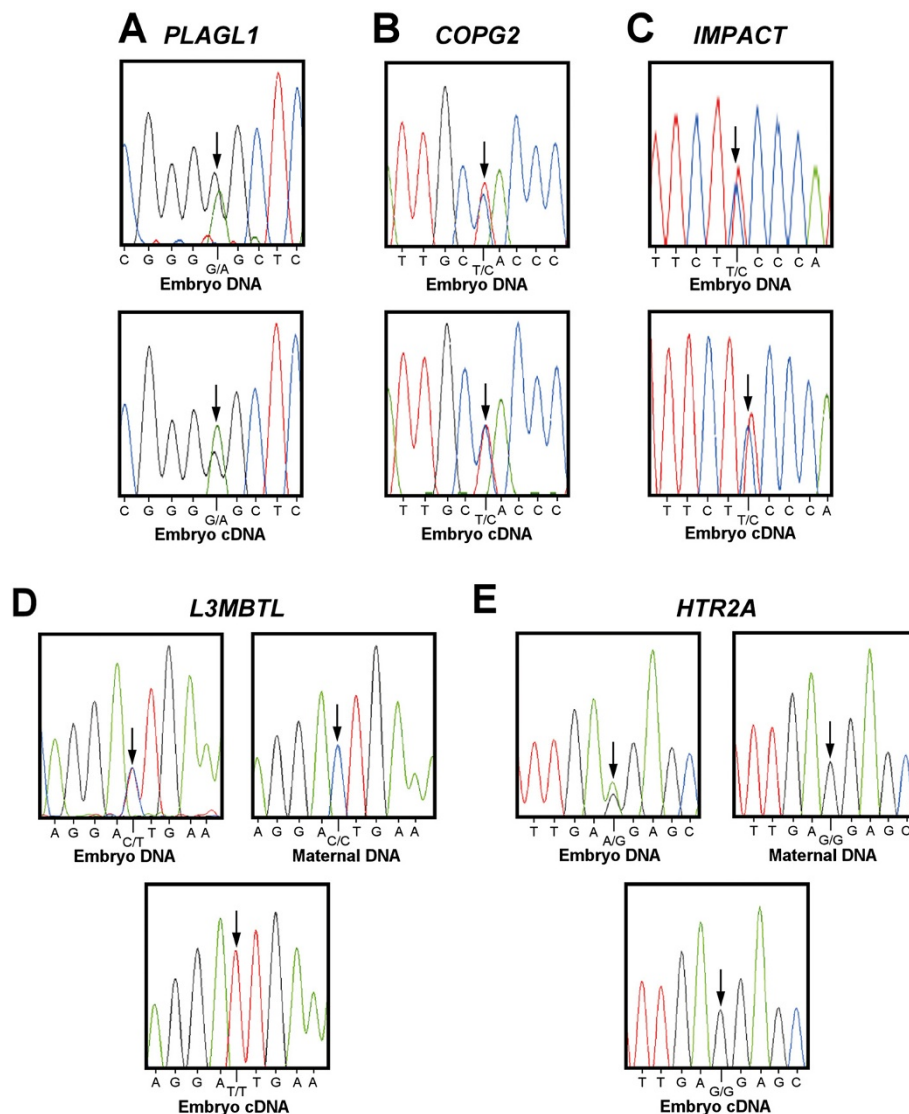 A PLAGL1
B COPG2
C IMPACT
C G G G G/A G C T C
Embryo DNA
T T G C T/C A C C C
Embryo DNA
T T C T T/C C C C A
Embryo DNA
C G G G G/A G C T C
Embryo cDNA
T T G C T/C A C C C
Embryo cDNA
T T C T T/C C C C A
Embryo cDNA
D L3MBTL
E HTR2A
A G G A C/T T G A A
Embryo DNA
A G G A C/C T G A A
Maternal DNA
T T G A A/G G A G C
Embryo DNA
T T G A G/G G A G C
Maternal DNA
A G G A T/T T G A A
Embryo cDNA
T T G A G/G G A G C
Embryo cDNA